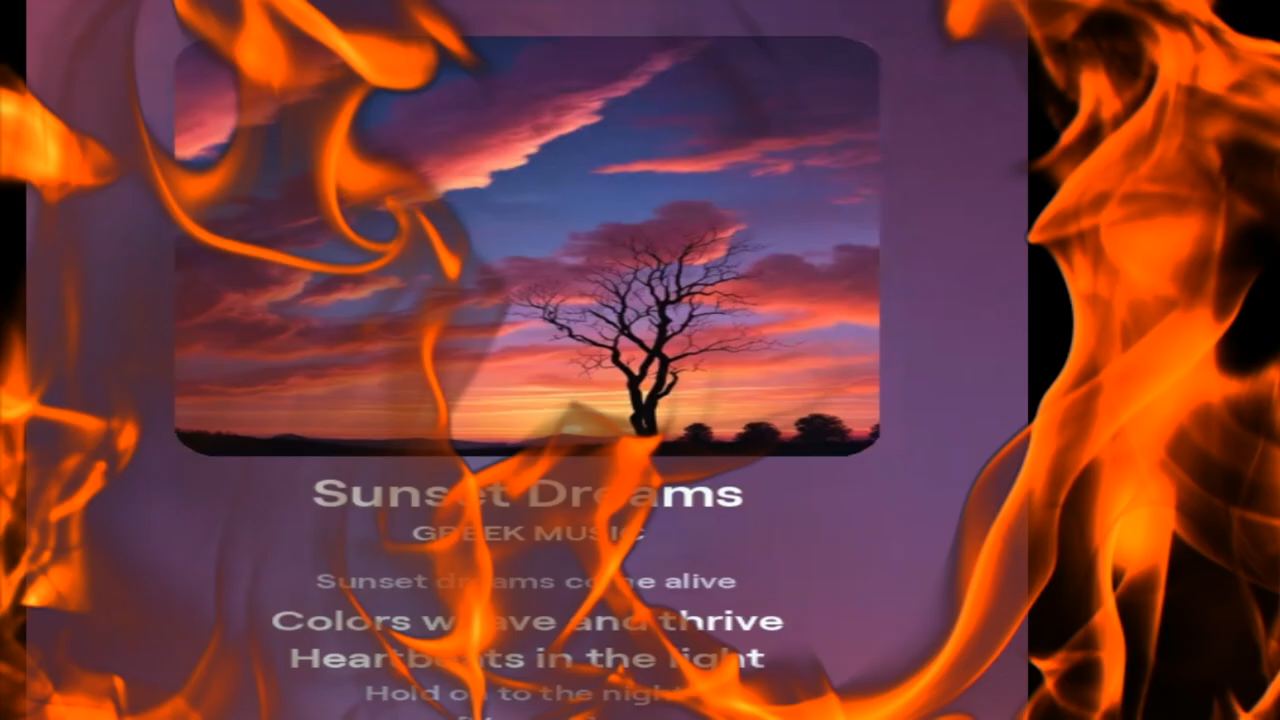 Sunset Dreams
GREEK MUSIC
Sunset dreams come alive
Colors weave and thrive
Heartbeats in the light
Hold on to the night